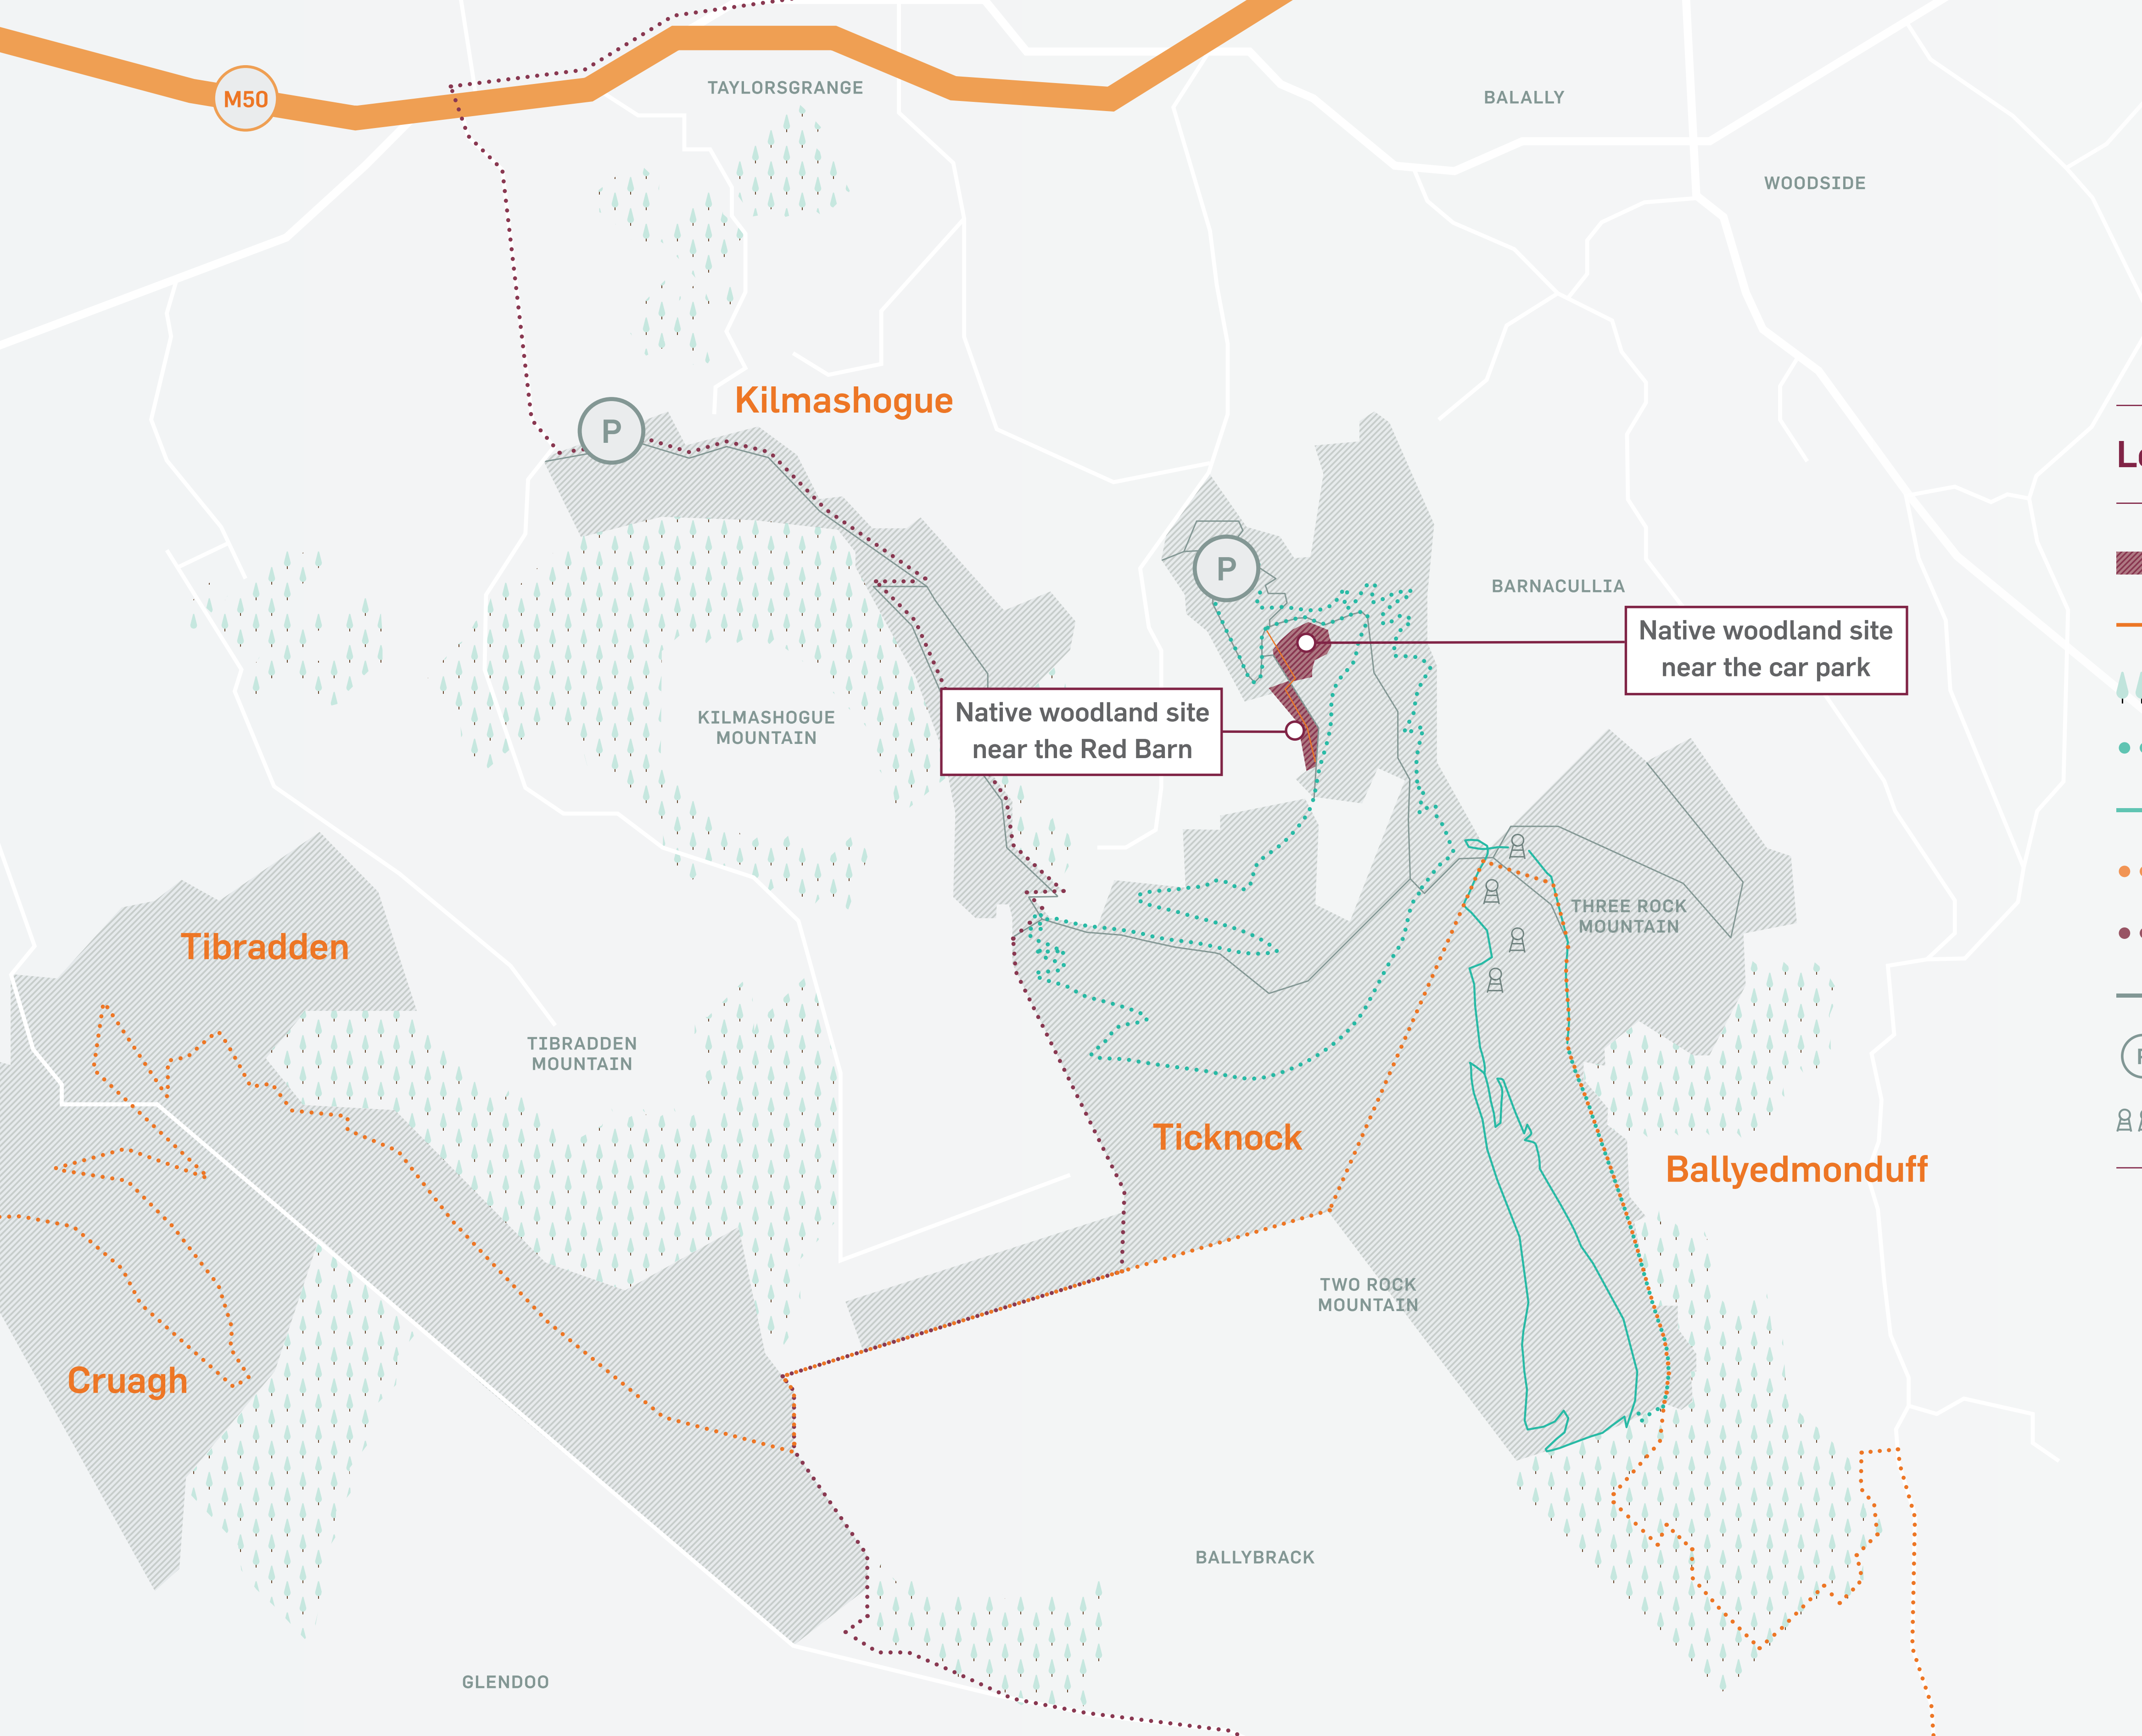 M50
TAYLORSGRANGE
BALALLY
WOODSIDE
Kilmashogue
P
P
BARNACULLIA
Native woodland site
near the car park
Native woodland site
near the Red Barn
KILMASHOGUE
MOUNTAIN
THREE ROCK
MOUNTAIN
Tibradden
TIBRADDEN
MOUNTAIN
Ticknock
Ballyedmonduff
TWO ROCK
MOUNTAIN
Cruagh
BALLYBRACK
GLENDOO